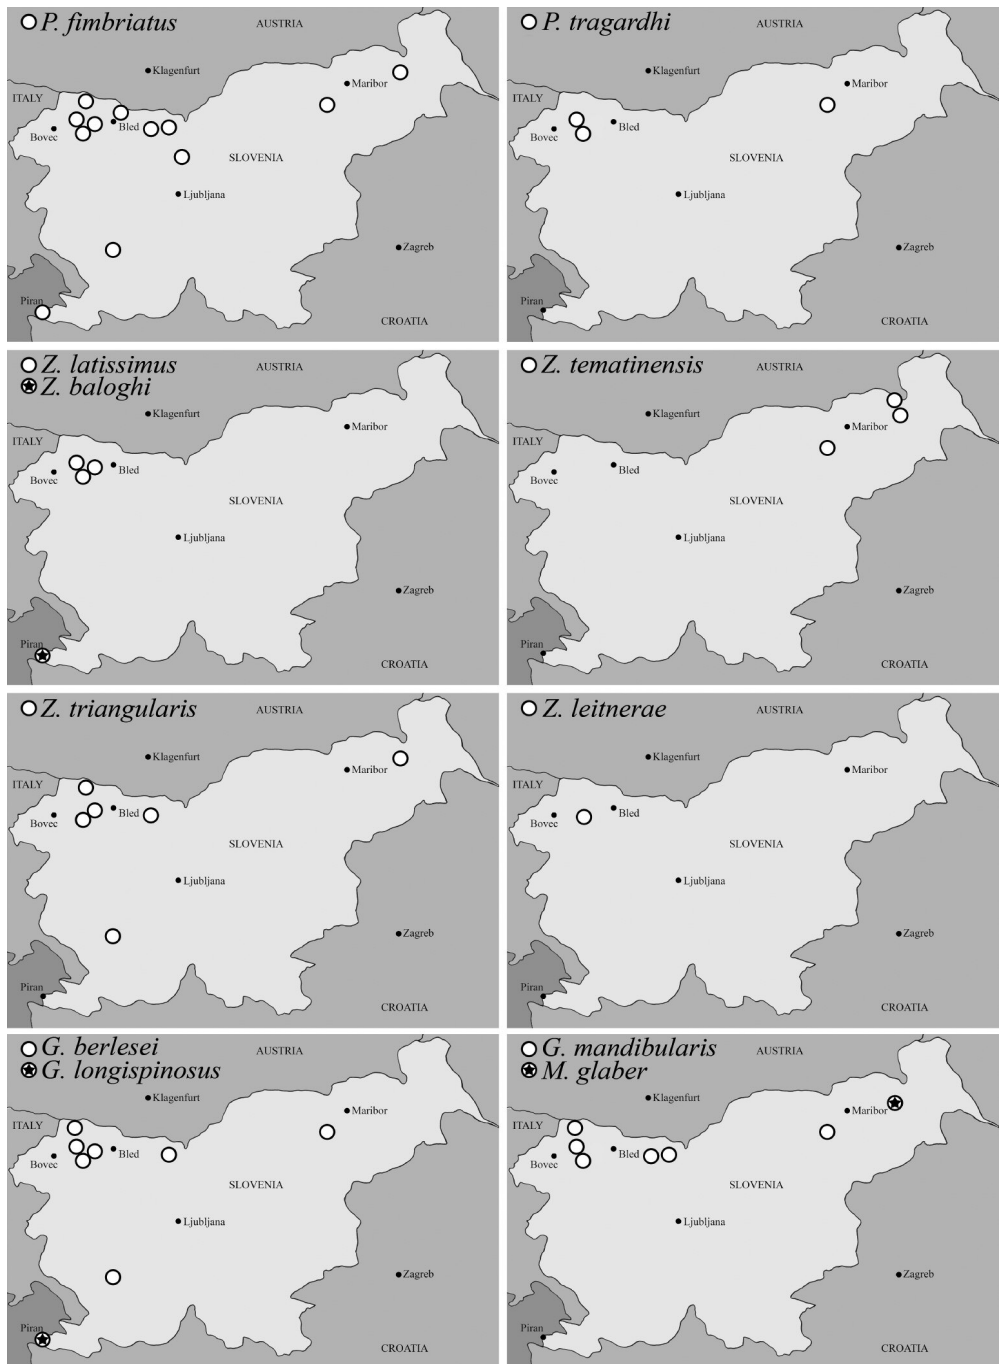 P. fimbriatus
AUSTRIA
Klagenfurt
Maribor
ITALY
Bled
Bovec
SLOVENIA
Ljubljana
Zagreb
Piran
CROATIA
P. tragardhi
AUSTRIA
Klagenfurt
Maribor
ITALY
Bled
Bovec
SLOVENIA
Ljubljana
Zagreb
Piran
CROATIA
Z. latissimus
Z. baloghi
AUSTRIA
Klagenfurt
Maribor
ITALY
Bled
Bovec
SLOVENIA
Ljubljana
Zagreb
Piran
CROATIA
Z. tematinensis
AUSTRIA
Klagenfurt
Maribor
ITALY
Bled
Bovec
SLOVENIA
Ljubljana
Zagreb
Piran
CROATIA
Z. triangularis
AUSTRIA
Klagenfurt
Maribor
ITALY
Bled
Bovec
SLOVENIA
Ljubljana
Zagreb
Piran
CROATIA
Z. leitnerae
AUSTRIA
Klagenfurt
Maribor
ITALY
Bled
Bovec
SLOVENIA
Ljubljana
Zagreb
Piran
CROATIA
G. berlesei
G. longispinosus
AUSTRIA
Klagenfurt
Maribor
ITALY
Bled
Bovec
SLOVENIA
Ljubljana
Zagreb
Piran
CROATIA
G. mandibularis
M. glaber
AUSTRIA
Klagenfurt
Maribor
ITALY
Bled
Bovec
SLOVENIA
Ljubljana
Zagreb
Piran
CROATIA